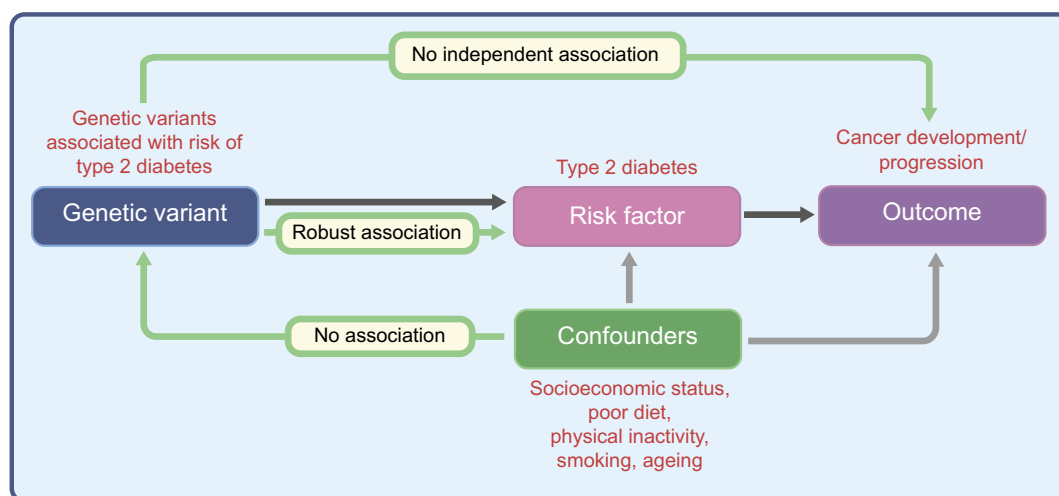 No independent association
Genetic variants
associated with risk of
type 2 diabetes
Cancer development/
progression
Type 2 diabetes
Genetic variant
Risk factor
Outcome
Robust association
No association
Confounders
Socioeconomic status,
poor diet,
physical inactivity,
smoking, ageing